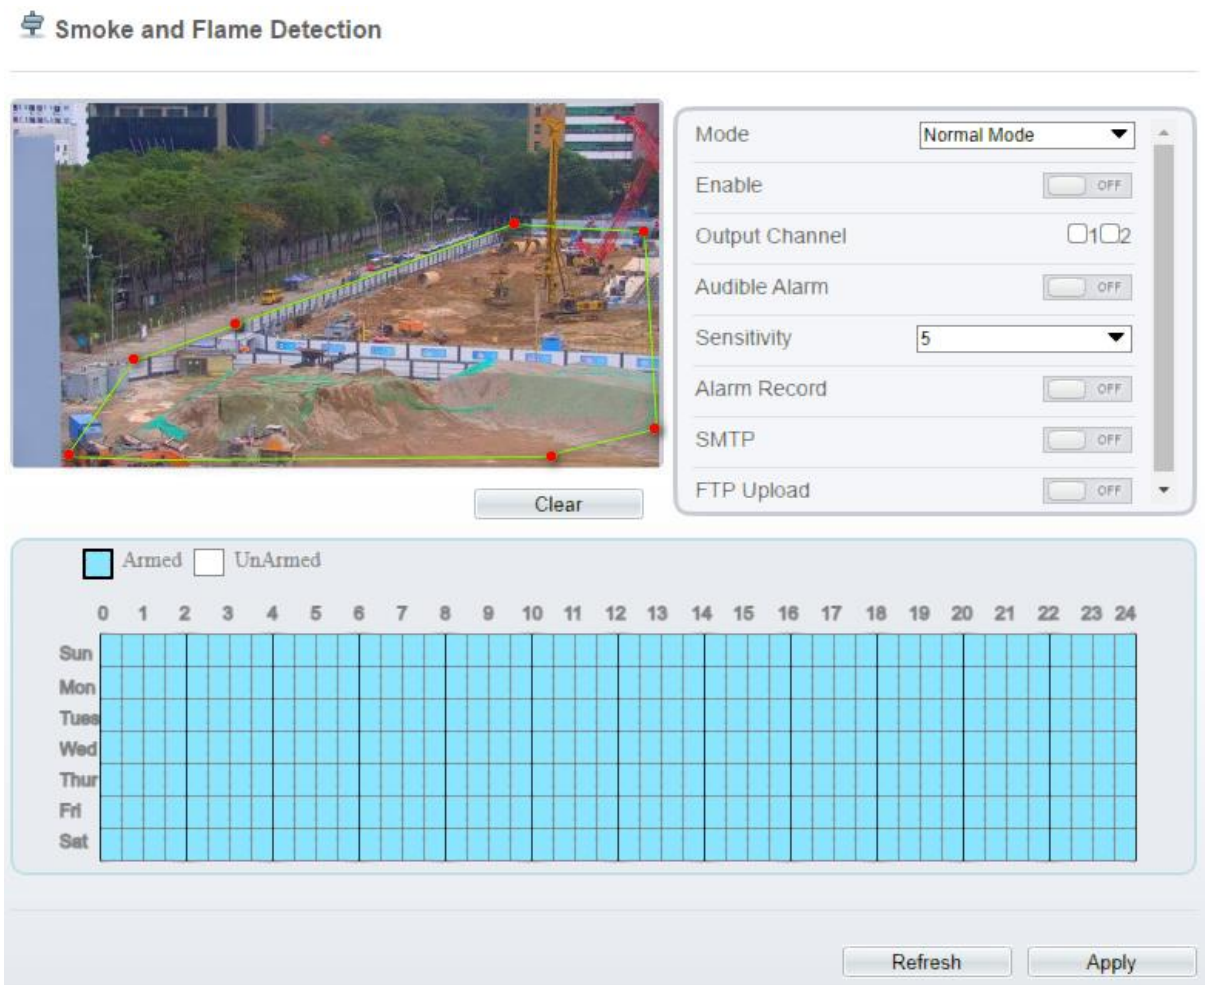 Smoke and Flame Detection
Mode Normal Mode
Enable OFF
Output Channel 1 2
Audible Alarm OFF
Sensitivity 5
Alarm Record OFF
SMTP OFF
FTP Upload OFF
Clear
Armed UnArmed
0 1 2 3 4 5 6 7 8 9 10 11 12 13 14 15 16 17 18 19 20 21 22 23 24
Sun
Mon
Tues
Wed
Thur
Fri
Sat
Refresh Apply